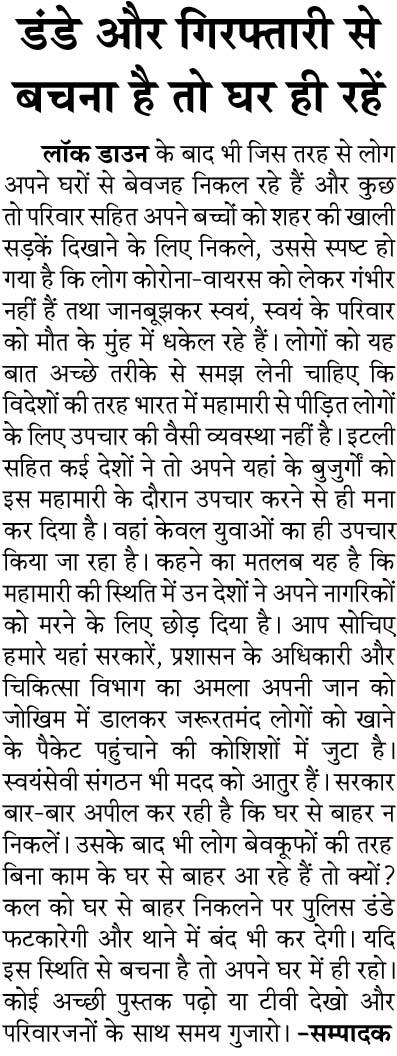 डंडे और गिरफ्तारी से
बचना है तो घर ही रहें
लॉक डाउन के बाद भी जिस तरह से लोग
अपने घरों से बेवजह निकल रहे हैं और कुछ
तो परिवार सहित अपने बच्चों को शहर की खाली
सड़कें दिखाने के लिए निकले, उससे स्पष्ट हो
गया है कि लोग कोरोना-वायरस को लेकर गंभीर
नहीं हैं तथा जानबूझकर स्वयं, स्वयं के परिवार
को मौत के मुंह में धकेल रहे हैं। लोगों को यह
बात अच्छे तरीके से समझ लेनी चाहिए कि
विदेशों की तरह भारत में महामारी से पीड़ित लोगों
के लिए उपचार की वैसी व्यवस्था नहीं है। इटली
सहित कई देशों ने तो अपने यहां के बुजुर्गों को
इस महामारी के दौरान उपचार करने से ही मना
कर दिया है। वहां केवल युवाओं का ही उपचार
किया जा रहा है। कहने का मतलब यह है कि
महामारी की स्थिति में उन देशों ने अपने नागरिकों
को मरने के लिए छोड़ दिया है। आप सोचिए
हमारे यहां सरकारें, प्रशासन के अधिकारी और
चिकित्सा विभाग का अमला अपनी जान को
जोखिम में डालकर जरूरतमंद लोगों को खाने
के पैकेट पहुंचाने की कोशिशों में जुटा है।
स्वयंसेवी संगठन भी मदद को आतुर हैं। सरकार
बार-बार अपील कर रही है कि घर से बाहर न
निकलें। उसके बाद भी लोग बेवकूफों की तरह
बिना काम के घर से बाहर आ रहे हैं तो क्यों?
कल को घर से बाहर निकलने पर पुलिस डंडे
फटकारेगी और थाने में बंद भी कर देगी। यदि
इस स्थिति से बचना है तो अपने घर में ही रहो।
कोई अच्छी पुस्तक पढ़ो या टीवी देखो और
परिवारजनों के साथ समय गुजारो। -सम्पादक